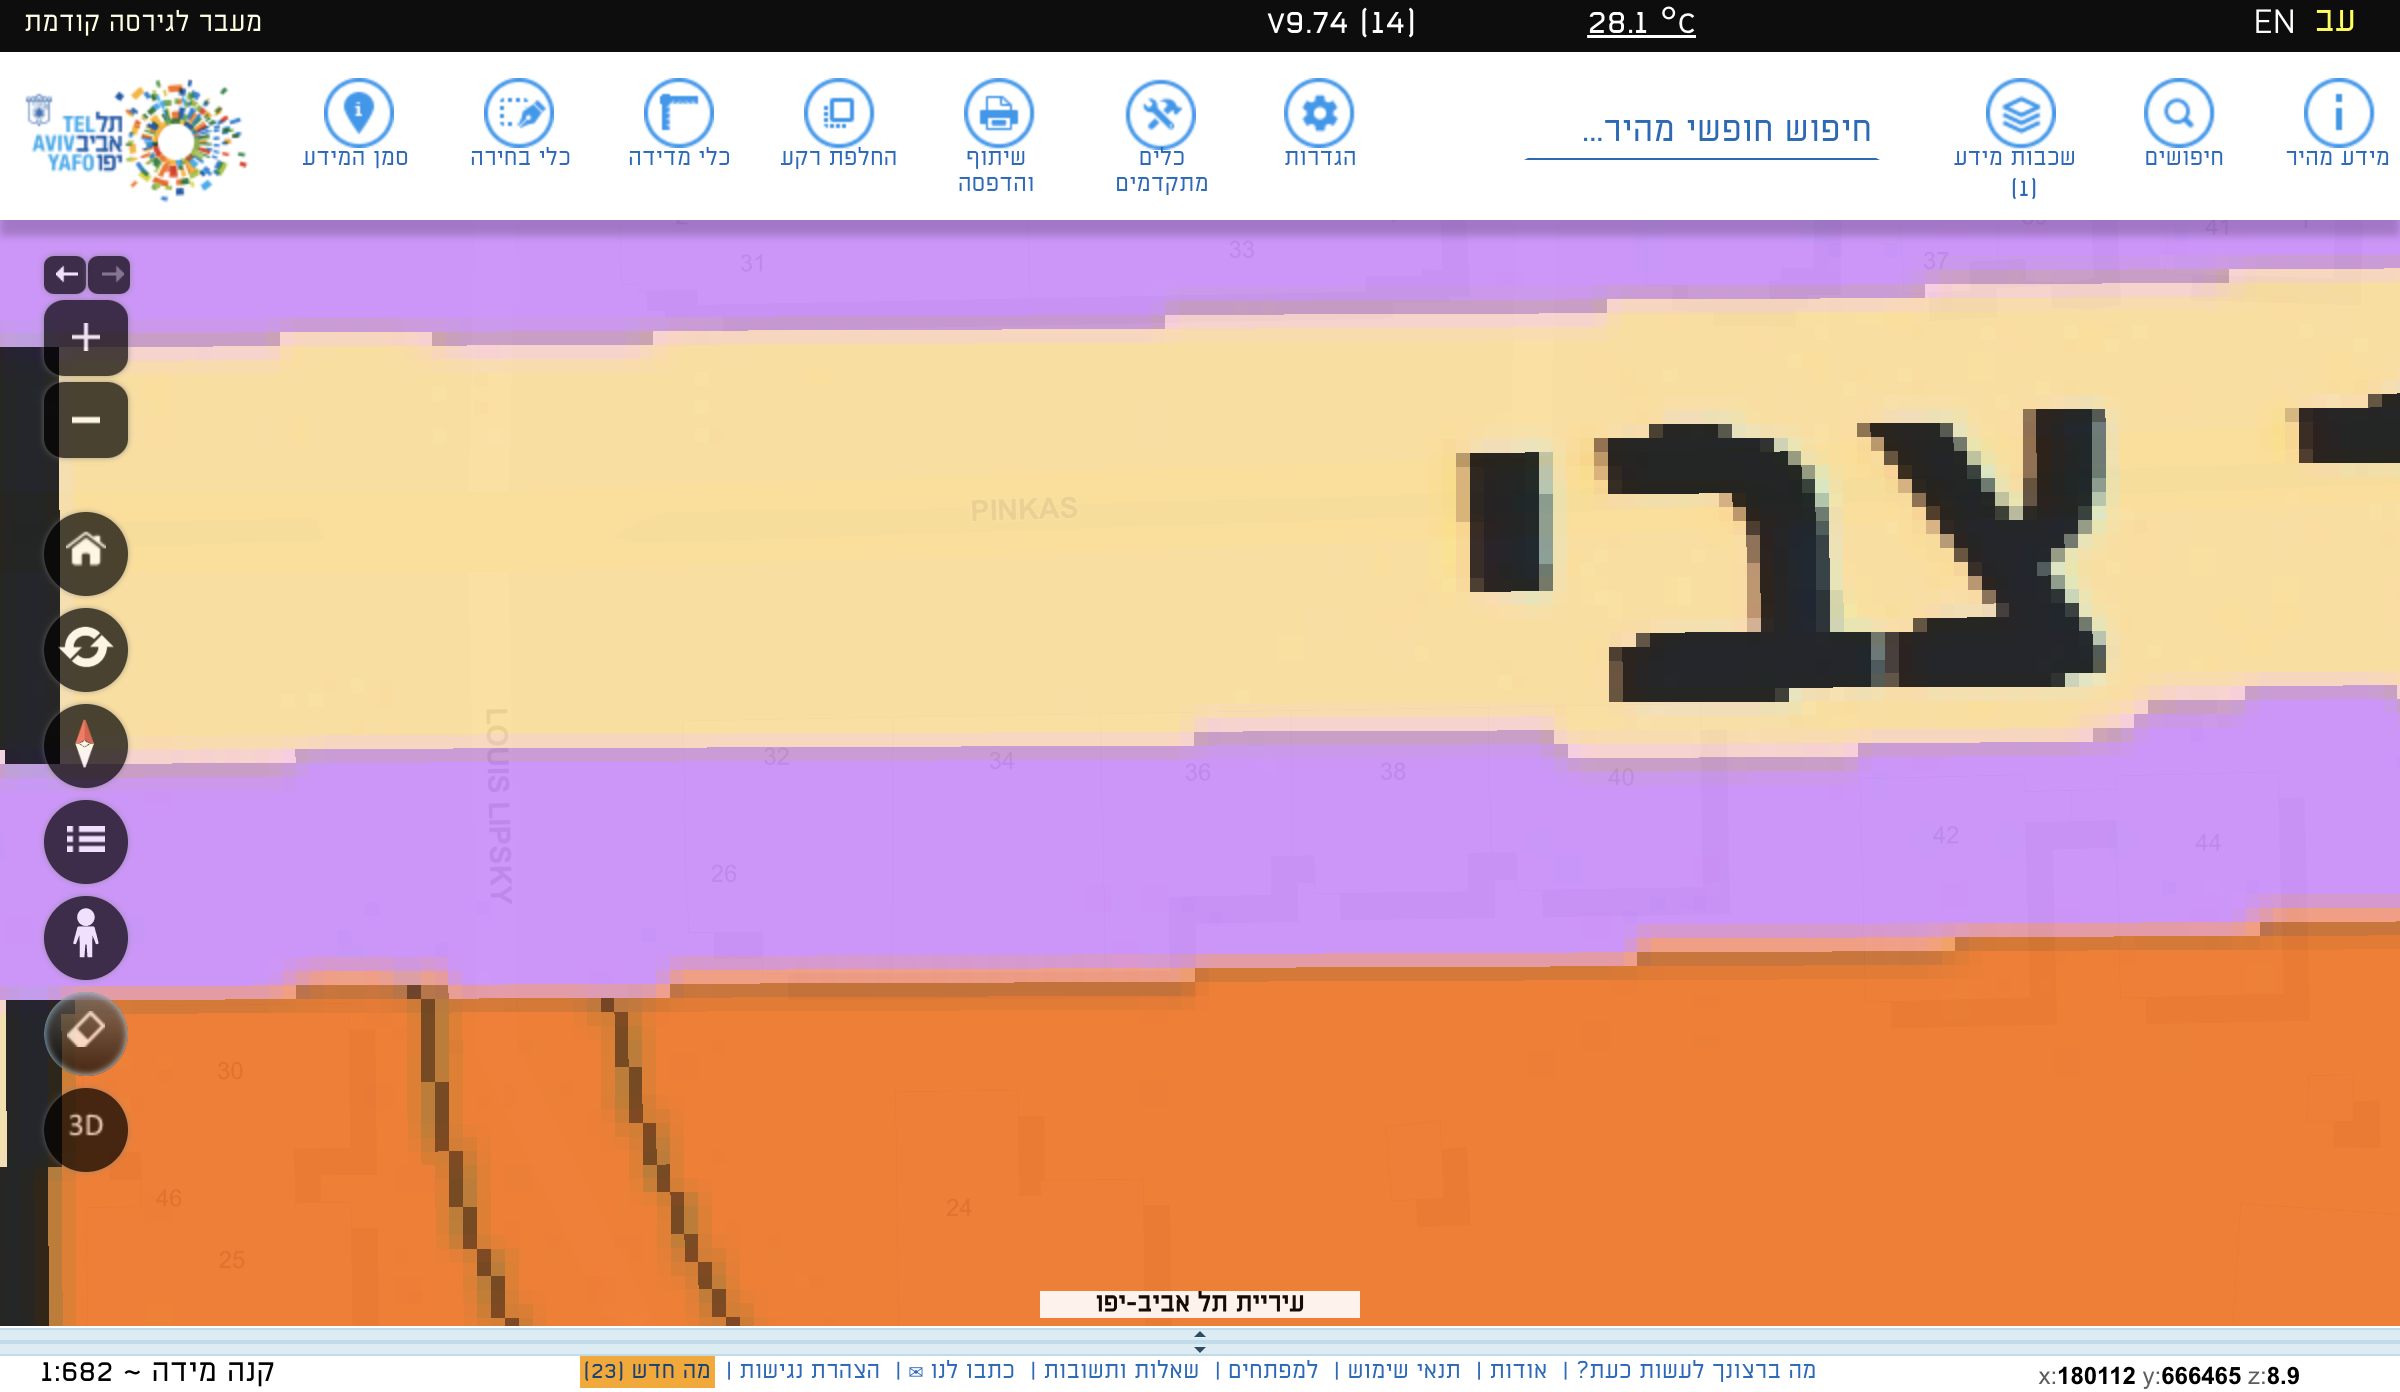 מעבר לגירסה קודמת
V9.74 (14)
28.1 °C
EN עב
תל אביב יפו
TEL AVIV YAFO
סמן המידע
כלי בחירה
כלי מדידה
החלפת רקע
שיתוף והדפסה
כלים מתקדמים
הגדרות
חיפוש חופשי מהיר...
שכבות מידע (1)
חיפושים
מידע מהיר
31
33
37
41
PINKAS
צבי
LOUIS LIPSKY
32
34
36
38
40
42
44
26
30
46
24
25
3D
עיריית תל אביב-יפו
קנה מידה ~ 1:682
מה ברצונך לעשות כעת? | אודות | תנאי שימוש | למפתחים | שאלות ותשובות | כתבו לנו ✉ | הצהרת נגישות | מה חדש (23)
x:180112 y:666465 z:8.9